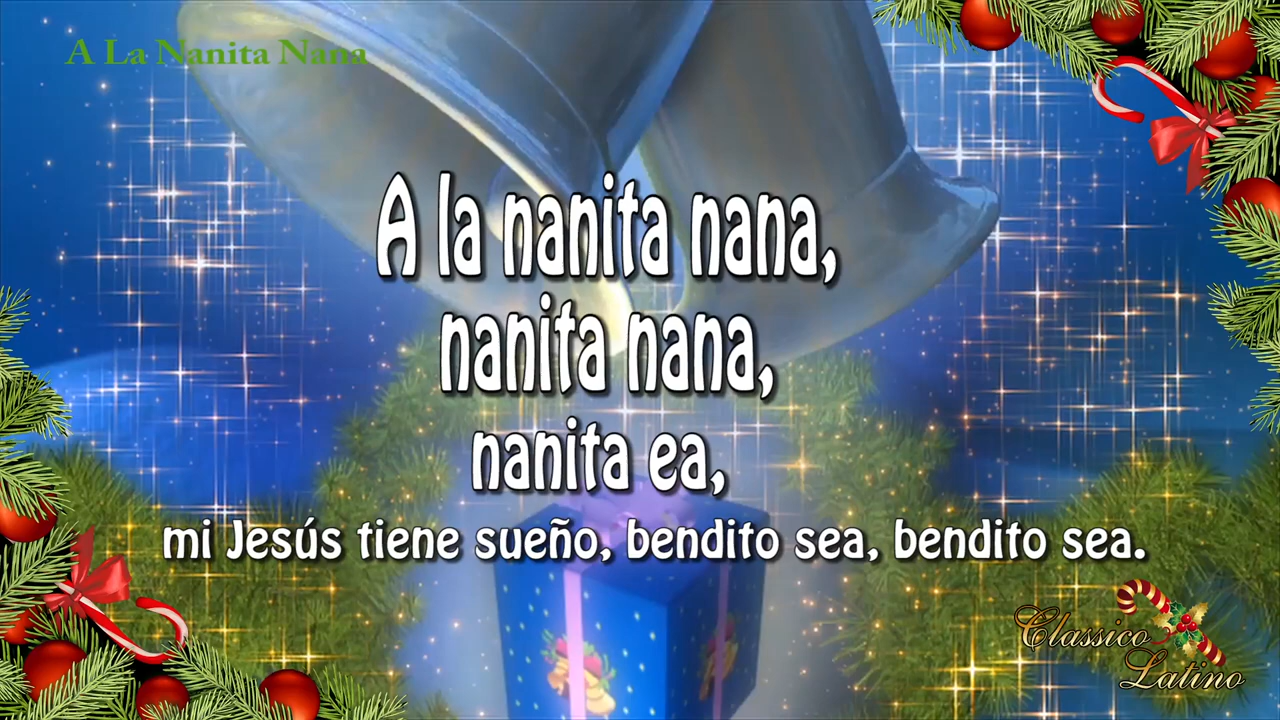 A La Nanita Nana
A la nanita nana,
nanita nana,
nanita ea,
mi Jesús tiene sueño, bendito sea, bendito sea.
Classico
Latino